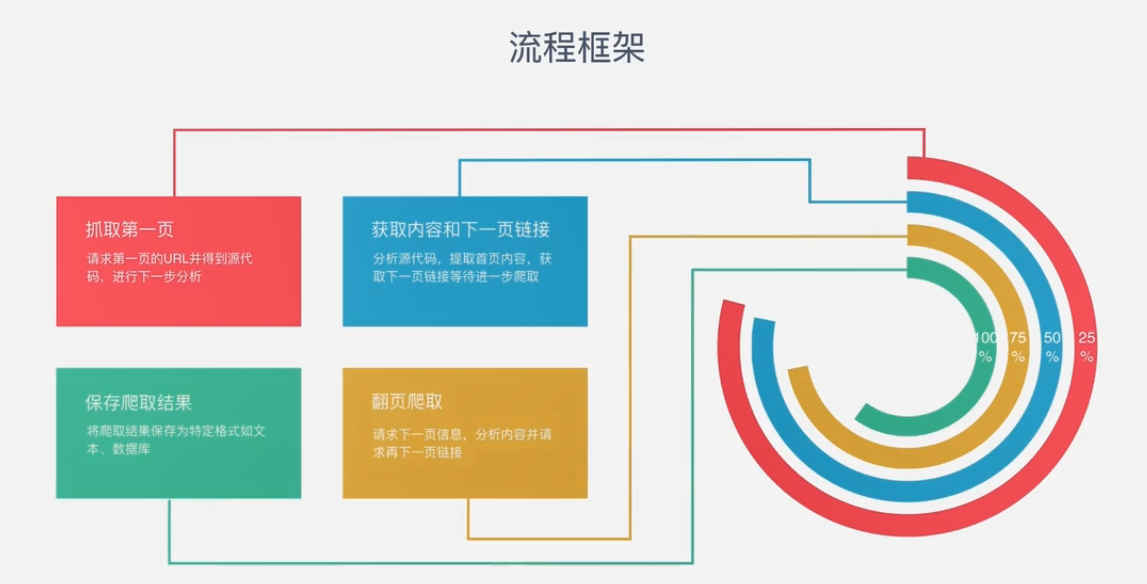 流程框架
抓取第一页
请求第一页的URL并得到源代
码，进行下一步分析
获取内容和下一页链接
分析源代码，提取首页内容，获
取下一页链接等待进一步爬取
保存爬取结果
将爬取结果保存为特定格式如文
本、数据库
翻页爬取
请求下一页信息，分析内容并请
求再下一页链接
100
%
75
%
50
%
25
%